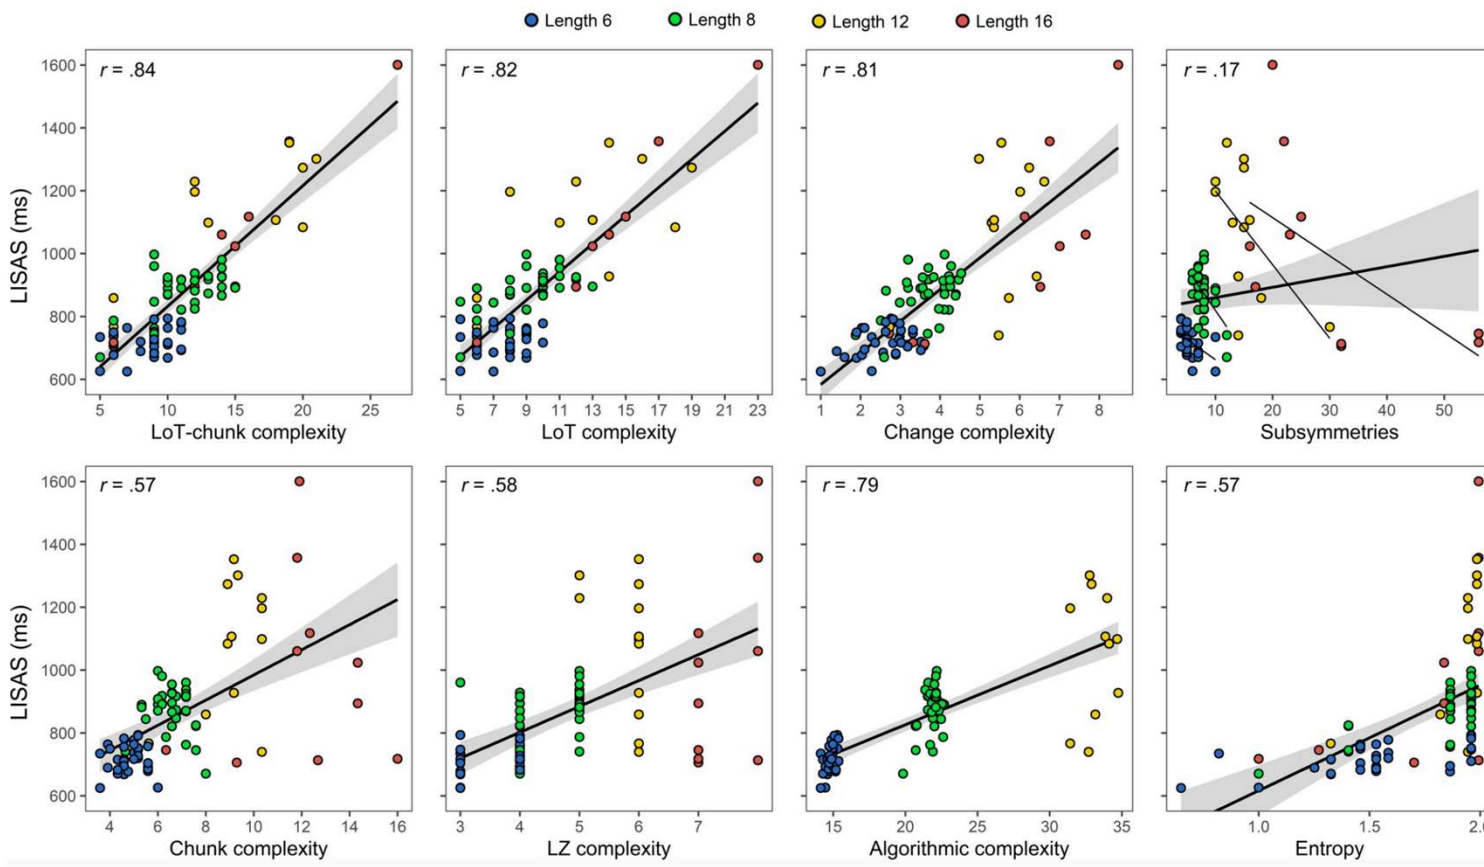 Length 6 Length 8 Length 12 Length 16
r = .84 r = .82 r = .81 r = .17
1600
1400
1200
1000
800
600
LISAS (ms)
5 10 15 20 25
5 7 9 11 13 15 17 19 21 23
1 2 3 4 5 6 7 8
10 20 30 40 50
LoT-chunk complexity LoT complexity Change complexity Subsymmetries
r = .57 r = .58 r = .79 r = .57
1600
1400
1200
1000
800
600
LISAS (ms)
4 6 8 10 12 14 16
3 4 5 6 7
15 20 25 30 35
1.0 1.5 2.0
Chunk complexity LZ complexity Algorithmic complexity Entropy